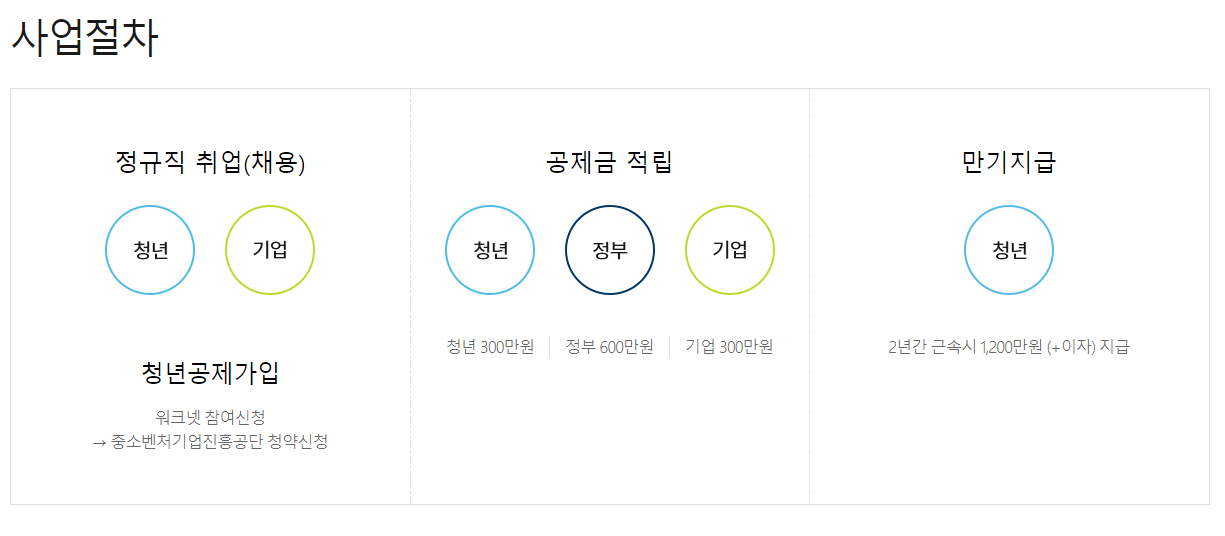 사업절차
정규직 취업(채용)
청년
기업
청년공제가입
워크넷 참여신청
→ 중소벤처기업진흥공단 청약신청
공제금 적립
청년
정부
기업
청년 300만원
정부 600만원
기업 300만원
만기지급
청년
2년간 근속시 1,200만원 (+이자) 지급